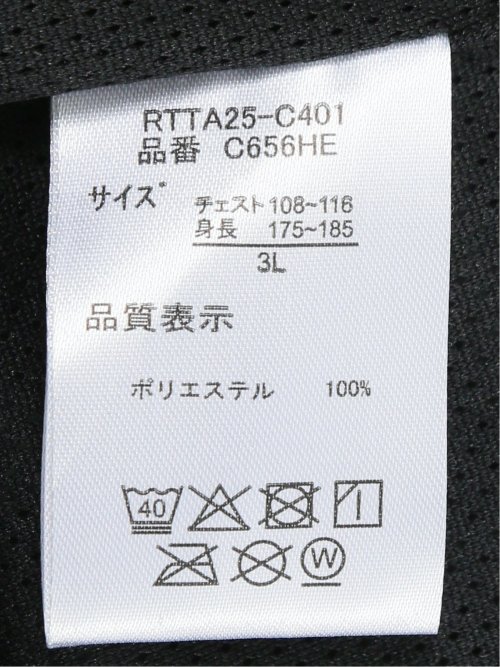 RTTA25-C401
品番 C656HE
サイズ
チェスト 108~116
身長 175~185
3L
品質表示
ポリエステル 100%
40
W